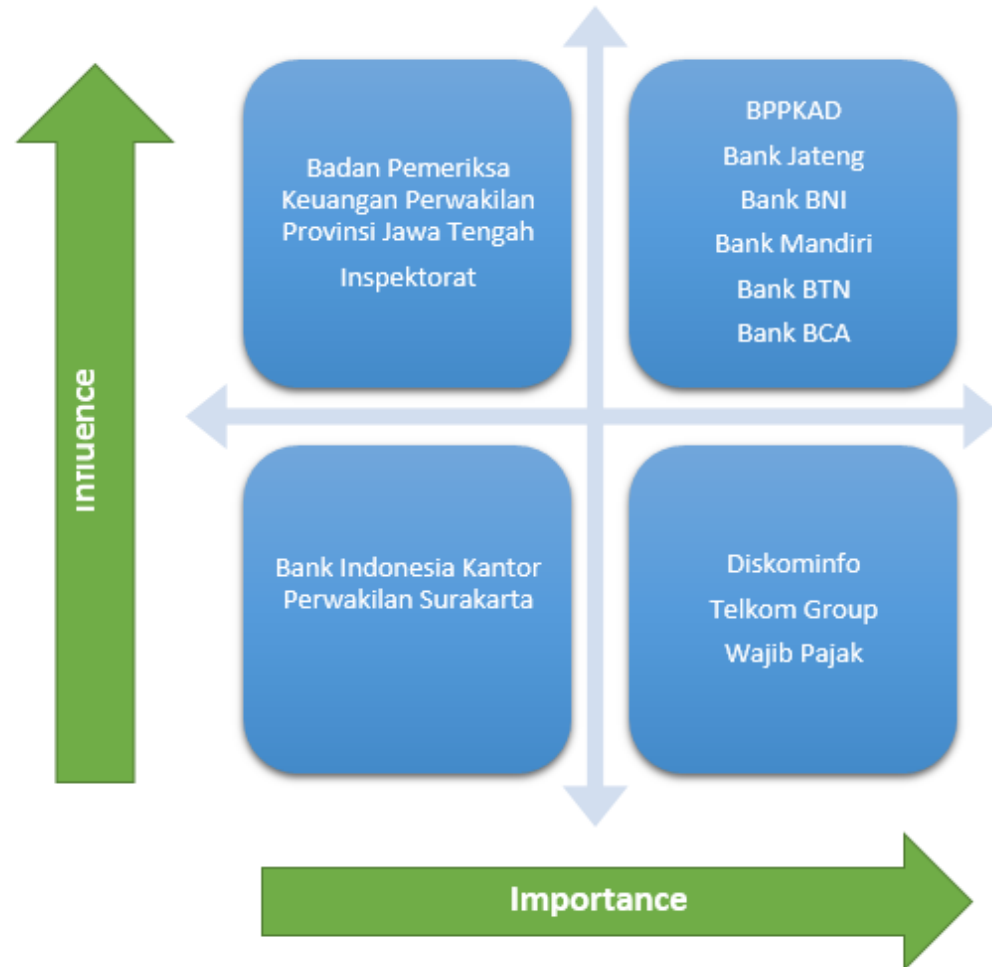 Badan Pemeriksa
Keuangan Perwakilan
Provinsi Jawa Tengah
Inspektorat
BPPKAD
Bank Jateng
Bank BNI
Bank Mandiri
Bank BTN
Bank BCA
Influence
Bank Indonesia Kantor
Perwakilan Surakarta
Diskominfo
Telkom Group
Wajib Pajak
Importance